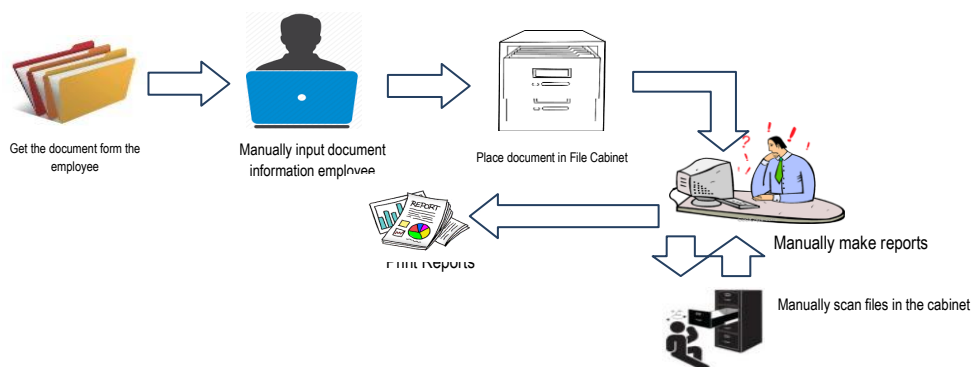 Get the document form the
employee
Manually input document
information employee
Place document in File Cabinet
REPORT
Print Reports
Manually make reports
Manually scan files in the cabinet